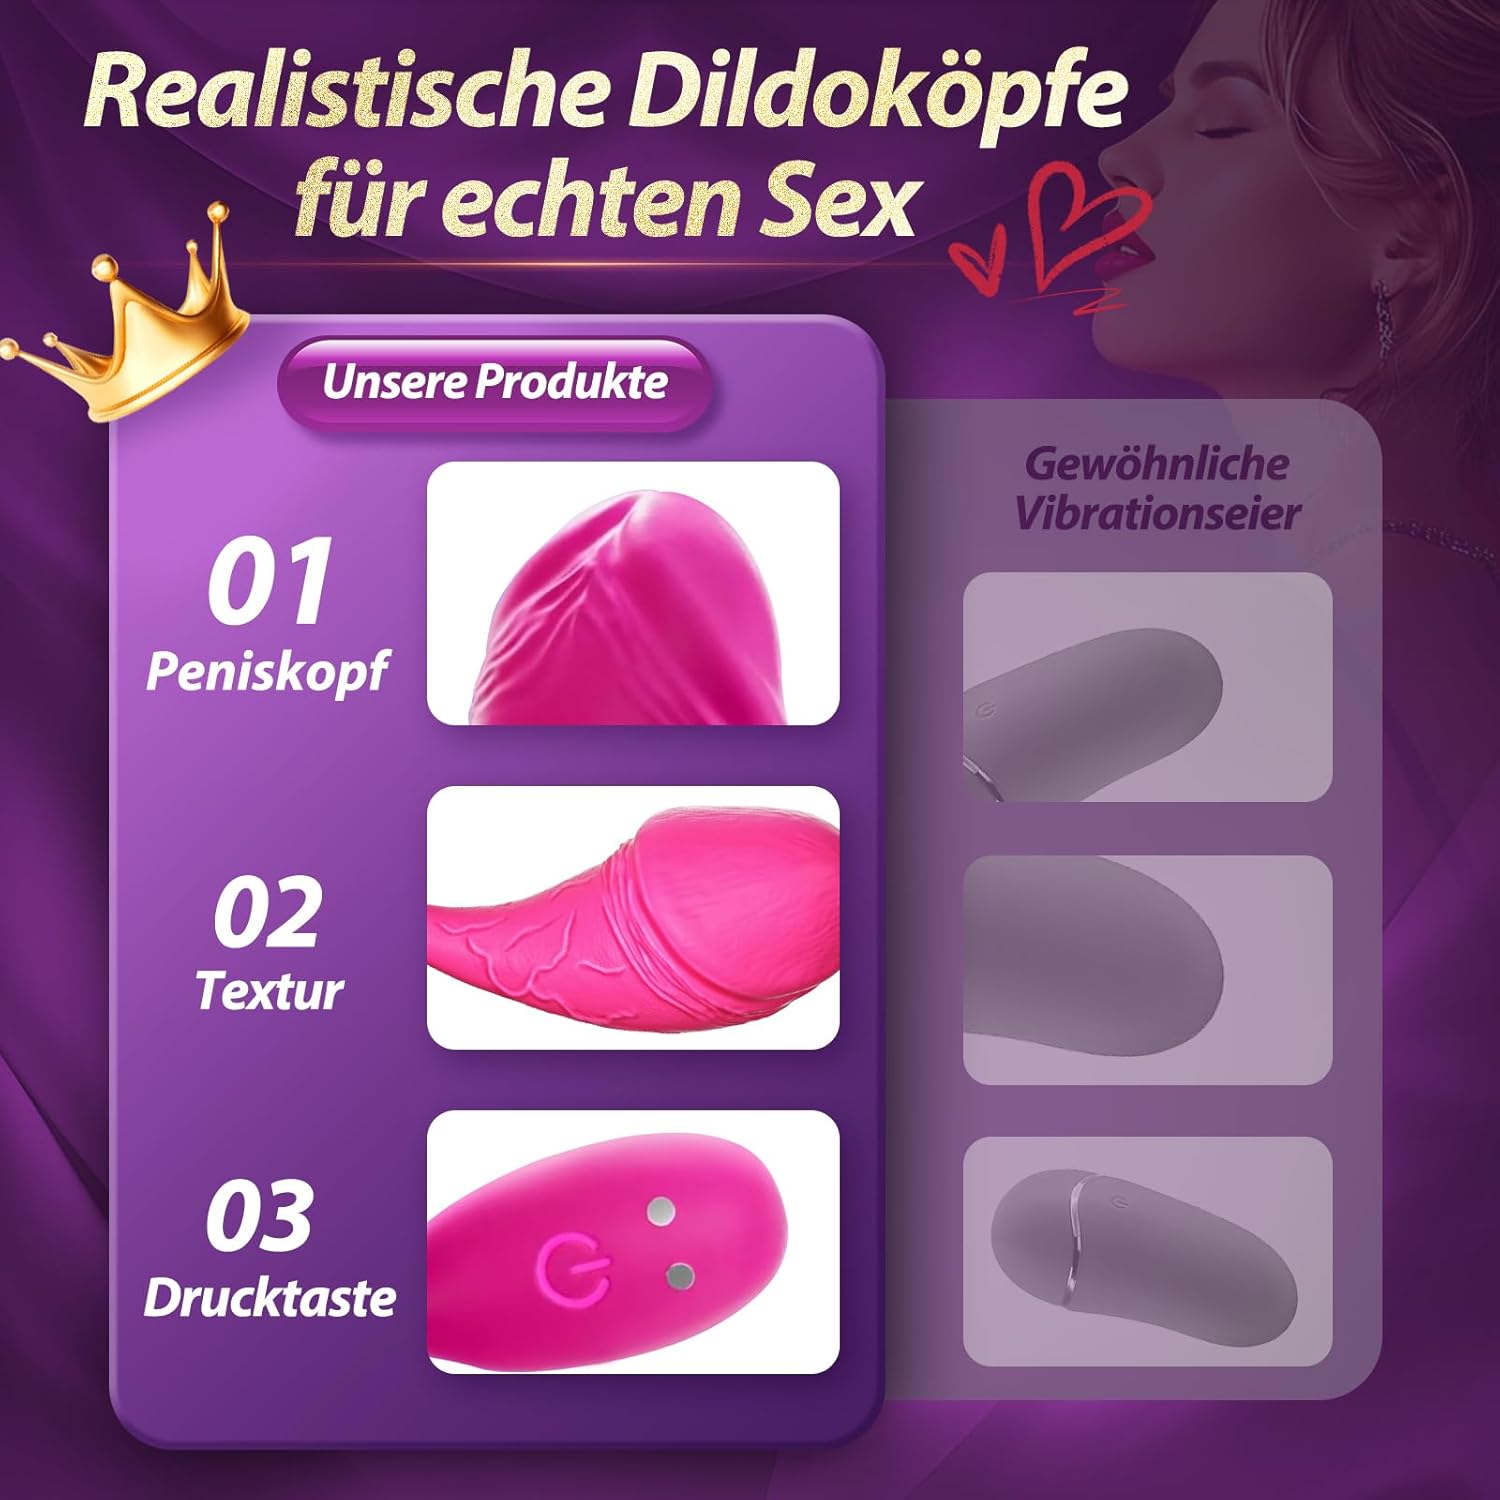 Realistische Dildoköpfe
für echten Sex
Unsere Produkte
01
Peniskopf
02
Textur
03
Drucktaste
Gewöhnliche
Vibrationseier